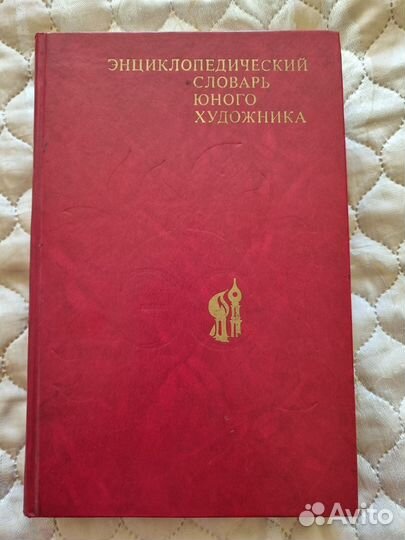 ЭНЦИКЛОПЕДИЧЕСКИЙ
СЛОВАРЬ
ЮНОГО
ХУДОЖНИКА
Avito